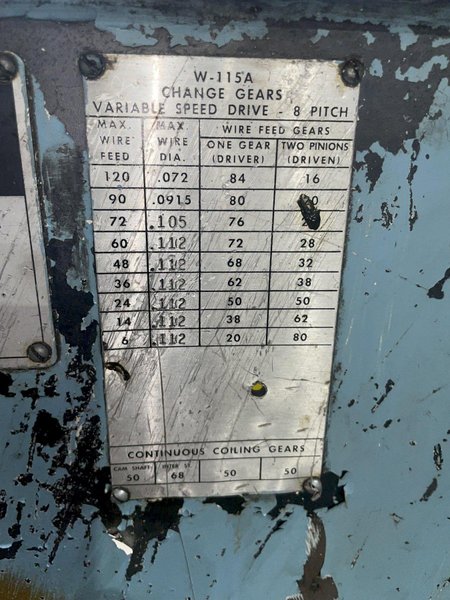 W-115A
CHANGE GEARS
VARIABLE SPEED DRIVE - 8 PITCH
MAX. WIRE FEED MAX. WIRE DIA. WIRE FEED GEARS
ONE GEAR (DRIVER) TWO PINIONS (DRIVEN)
120 .072 84 16
90 .0915 80
72 .105 76
60 .112 72 28
48 .112 68 32
36 .112 62 38
24 .112 50 50
14 .112 38 62
6 .112 20 80
CONTINUOUS COILING GEARS
CAM SHAFT INTER ST.
50 68 50 50